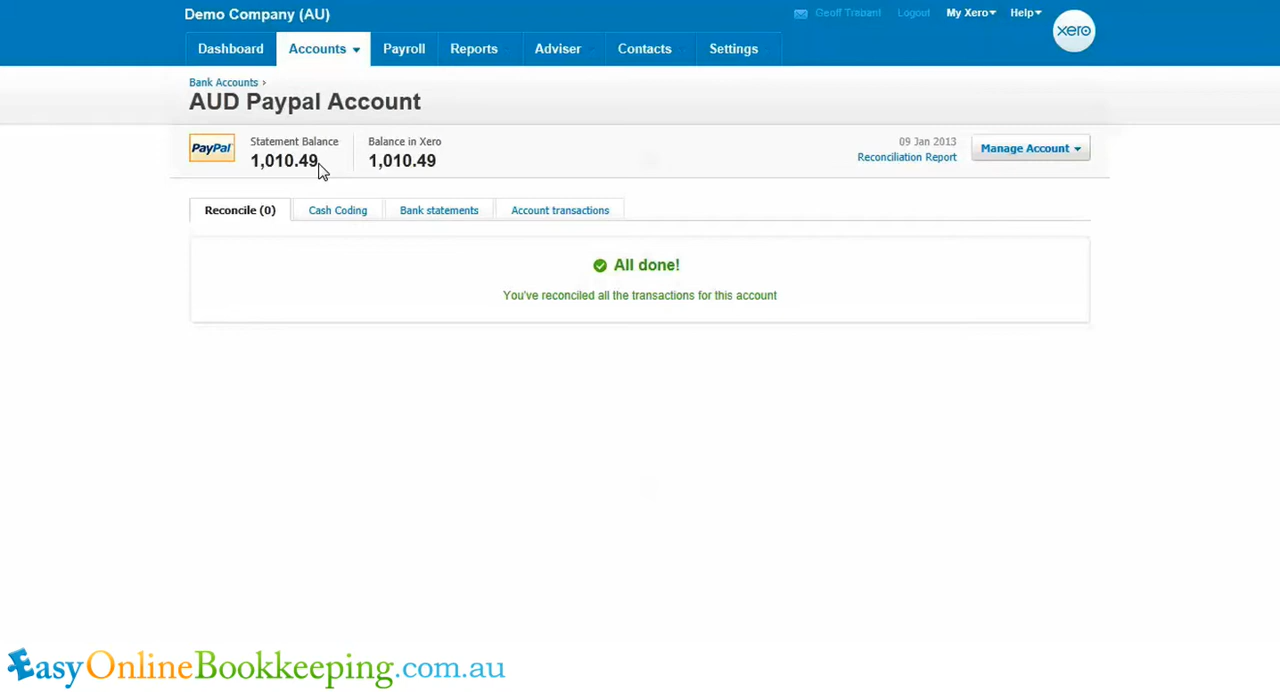 Demo Company (AU)
Geoff Trabant Logout My Xero Help
xero
Dashboard Accounts Payroll Reports Adviser Contacts Settings
Bank Accounts ›
AUD Paypal Account
PayPal
Statement Balance
1,010.49
Balance in Xero
1,010.49
09 Jan 2013
Reconciliation Report
Manage Account
Reconcile (0) Cash Coding Bank statements Account transactions
All done!
You've reconciled all the transactions for this account
EasyOnlineBookkeeping.com.au